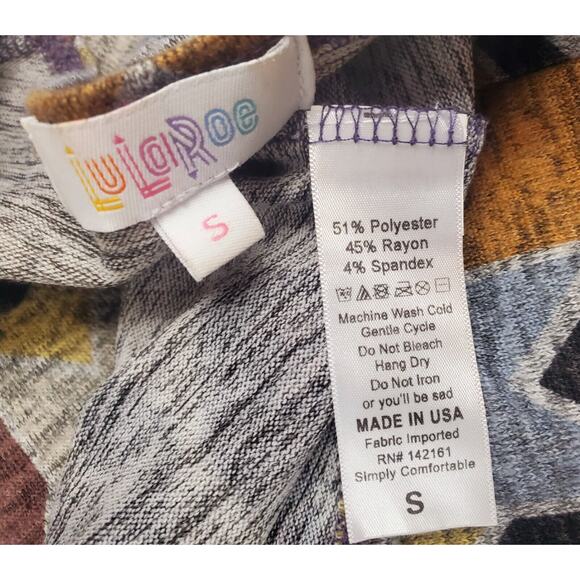 LuLaRoe
S
51% Polyester
45% Rayon
4% Spandex
Machine Wash Cold
Gentle Cycle
Do Not Bleach
Hang Dry
Do Not Iron
or you'll be sad
MADE IN USA
Fabric Imported
RN# 142161
Simply Comfortable
S